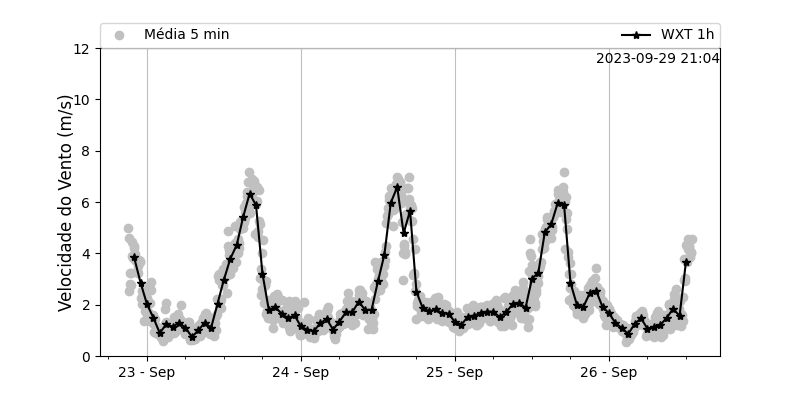 Média 5 min
WXT 1h
2023-09-29 21:04
Velocidade do Vento (m/s)
12
10
8
6
4
2
0
23 - Sep
24 - Sep
25 - Sep
26 - Sep